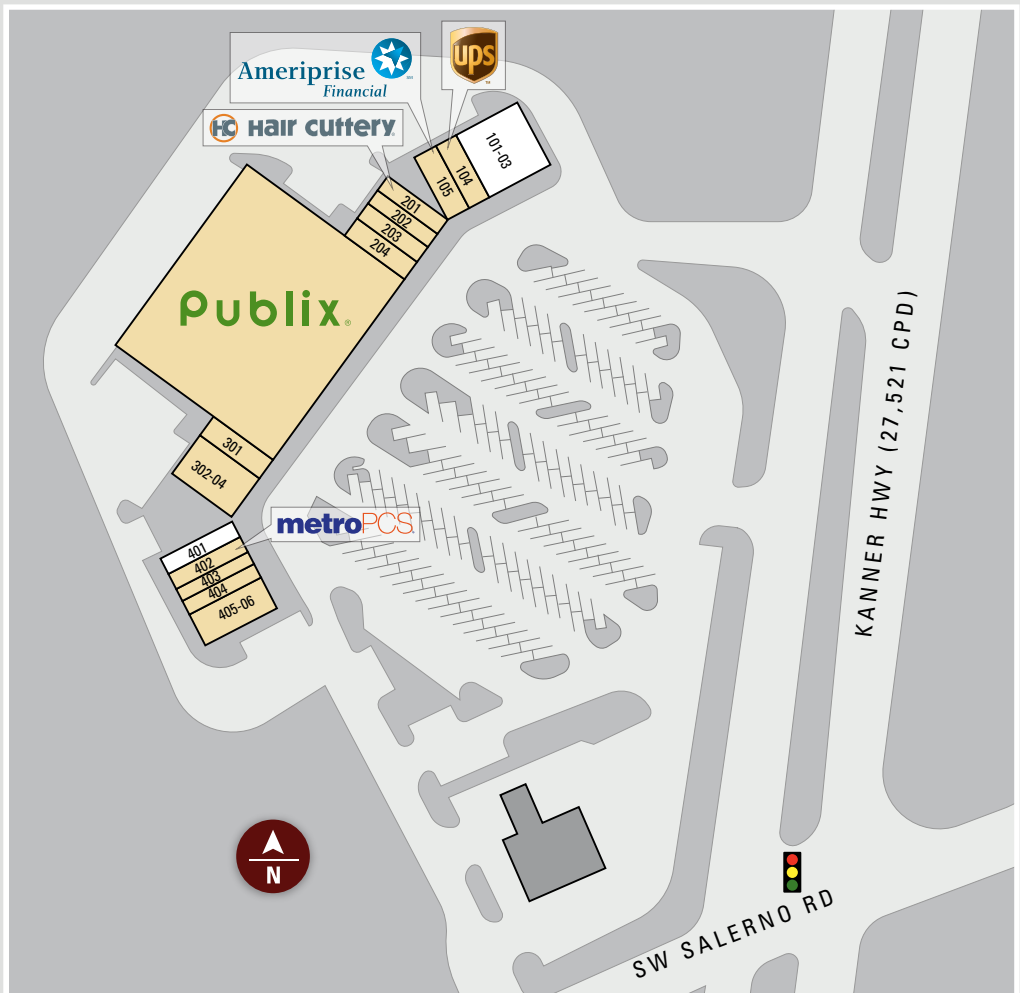 ups
Ameriprise
Financial
HC Hair cuttery
101-03
104
105
201
202
203
204
Publix
301
302-04
metroPCS
401
402
403
404
405-06
KANNER HWY (27,521 CPD)
N
SW SALERNO RD